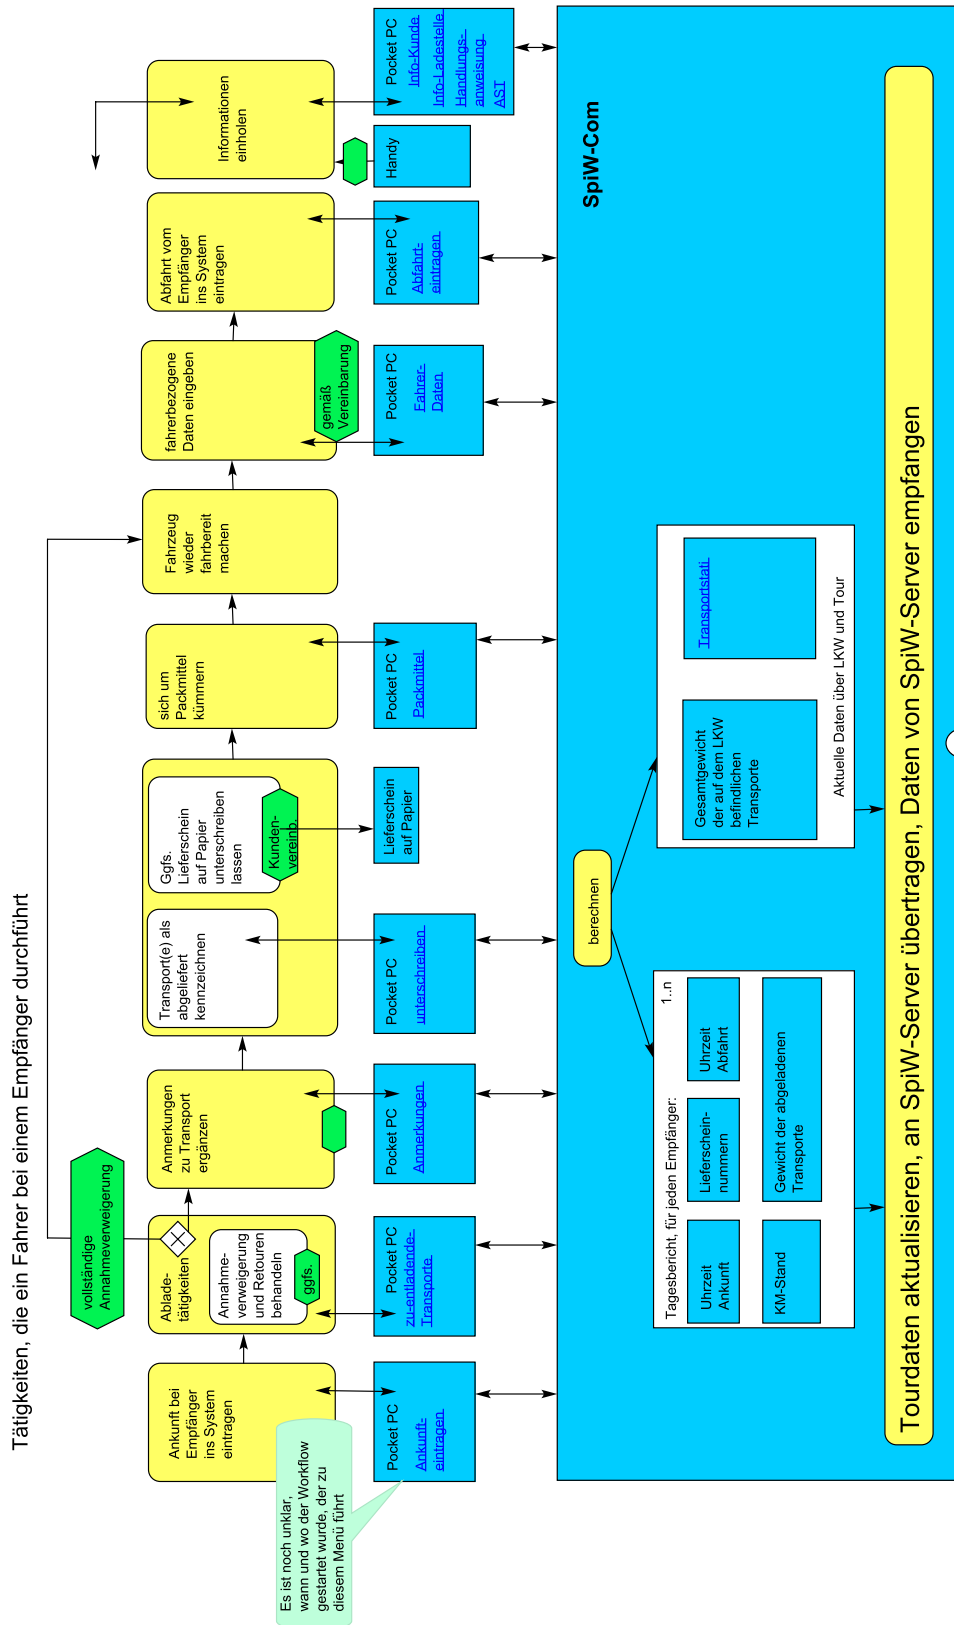 Tätigkeiten, die ein Fahrer bei einem Empfänger durchführt
vollständige
Annahmeverweigerung
Ankunft bei
Empfänger
ins System
eintragen
Ablade-
tätigkeiten
Annahme-
verweigerung
und Retouren
behandeln
ggfs.
Anmerkungen
zu Transport
ergänzen
Transport(e) als
abgeliefert
kennzeichnen
Ggfs.
Lieferschein
auf Papier
unterschreiben
lassen
Kunden-
vereinb.
sich um
Packmittel
kümmern
Fahrzeug
wieder
fahrbereit
machen
fahrerbezogene
Daten eingeben
gemäß
Vereinbarung
Abfahrt vom
Empfänger
ins System
eintragen
Informationen
einholen
Es ist noch unklar,
wann und wo der Workflow
gestartet wurde, der zu
diesem Menü führt
Pocket PC
Ankunft-
eintragen
Pocket PC
zu-entladende-
Transporte
Pocket PC
Anmerkungen
Pocket PC
unterschreiben
Lieferschein
auf Papier
Pocket PC
Packmittel
Pocket PC
Fahrer-
Daten
Pocket PC
Abfahrt-
eintragen
Handy
Pocket PC
Info-Kunde
Info-Ladestelle
Handlungs-
anweisung
AST
SpiW-Com
berechnen
Tagesbericht, für jeden Empfänger:
1..n
Uhrzeit
Ankunft
Lieferschein-
nummern
Uhrzeit
Abfahrt
KM-Stand
Gewicht der abgeladenen
Transporte
Gesamtgewicht
der auf dem LKW
befindlichen
Transporte
Transportstati
Aktuelle Daten über LKW und Tour
Tourdaten aktualisieren, an SpiW-Server übertragen, Daten von SpiW-Server empfangen